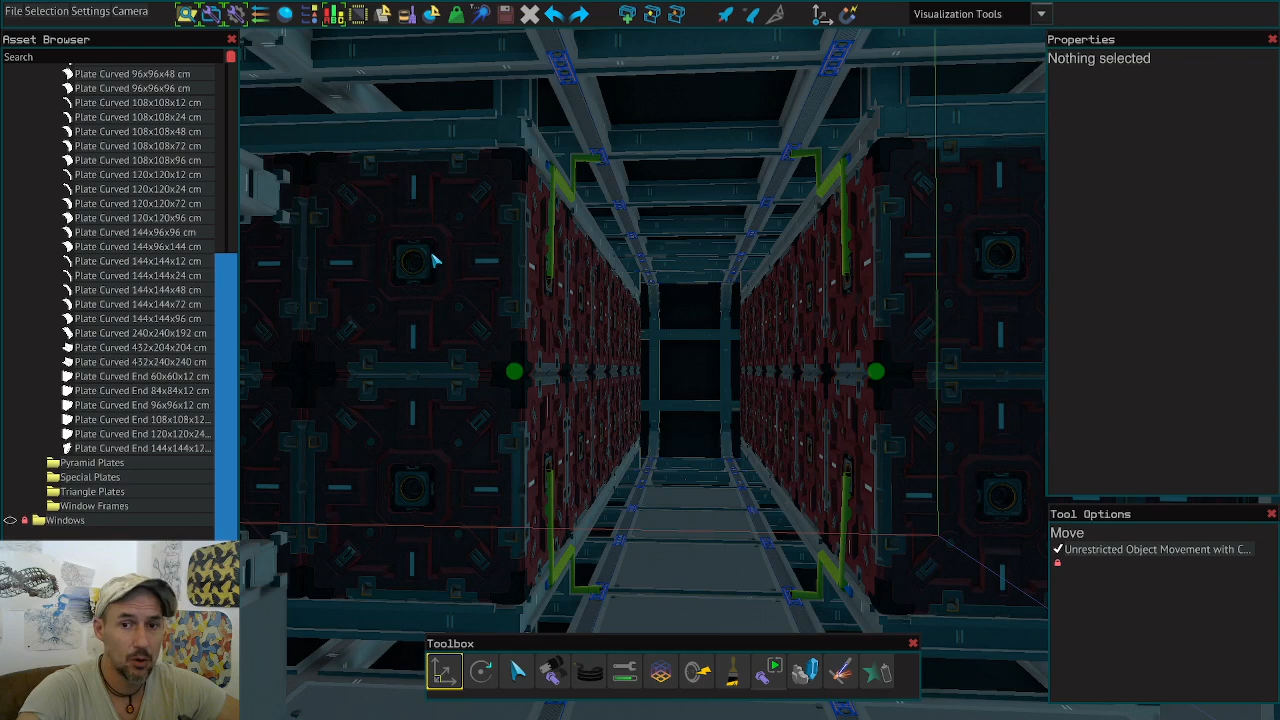 File Selection Settings Camera
Visualization Tools
Asset Browser
Search
Plate Curved 96x96x48 cm
Plate Curved 96x96x96 cm
Plate Curved 108x108x12 cm
Plate Curved 108x108x24 cm
Plate Curved 108x108x48 cm
Plate Curved 108x108x72 cm
Plate Curved 108x108x96 cm
Plate Curved 120x120x12 cm
Plate Curved 120x120x24 cm
Plate Curved 120x120x72 cm
Plate Curved 120x120x96 cm
Plate Curved 144x96x96 cm
Plate Curved 144x96x144 cm
Plate Curved 144x144x12 cm
Plate Curved 144x144x24 cm
Plate Curved 144x144x48 cm
Plate Curved 144x144x72 cm
Plate Curved 144x144x96 cm
Plate Curved 240x240x192 cm
Plate Curved 432x204x204 cm
Plate Curved 432x240x240 cm
Plate Curved End 60x60x12 cm
Plate Curved End 84x84x12 cm
Plate Curved End 96x96x12 cm
Plate Curved End 108x108x12...
Plate Curved End 120x120x24...
Plate Curved End 144x144x12...
Pyramid Plates
Special Plates
Triangle Plates
Window Frames
Windows
Properties
Nothing selected
Tool Options
Move
Unrestricted Object Movement with C...
Toolbox